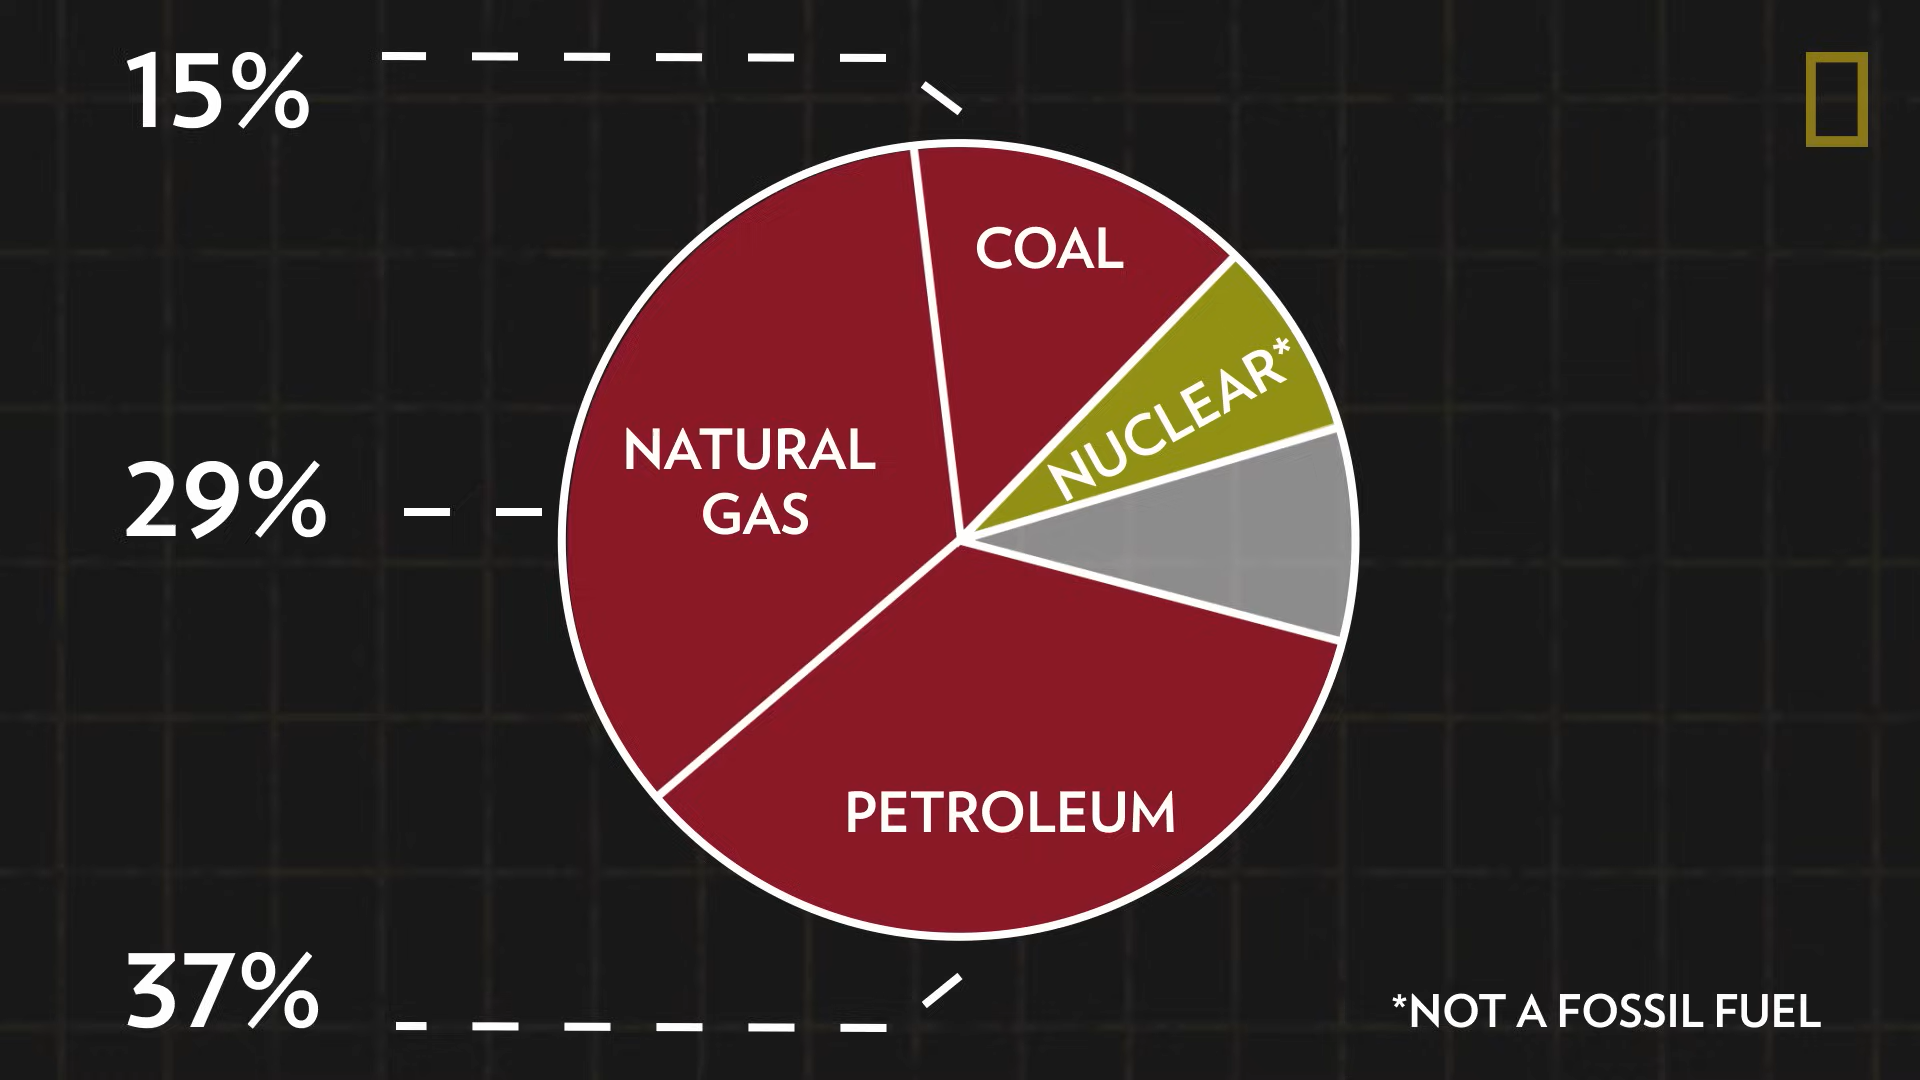 15%
COAL
NUCLEAR*
29%
NATURAL
GAS
PETROLEUM
37%
*NOT A FOSSIL FUEL